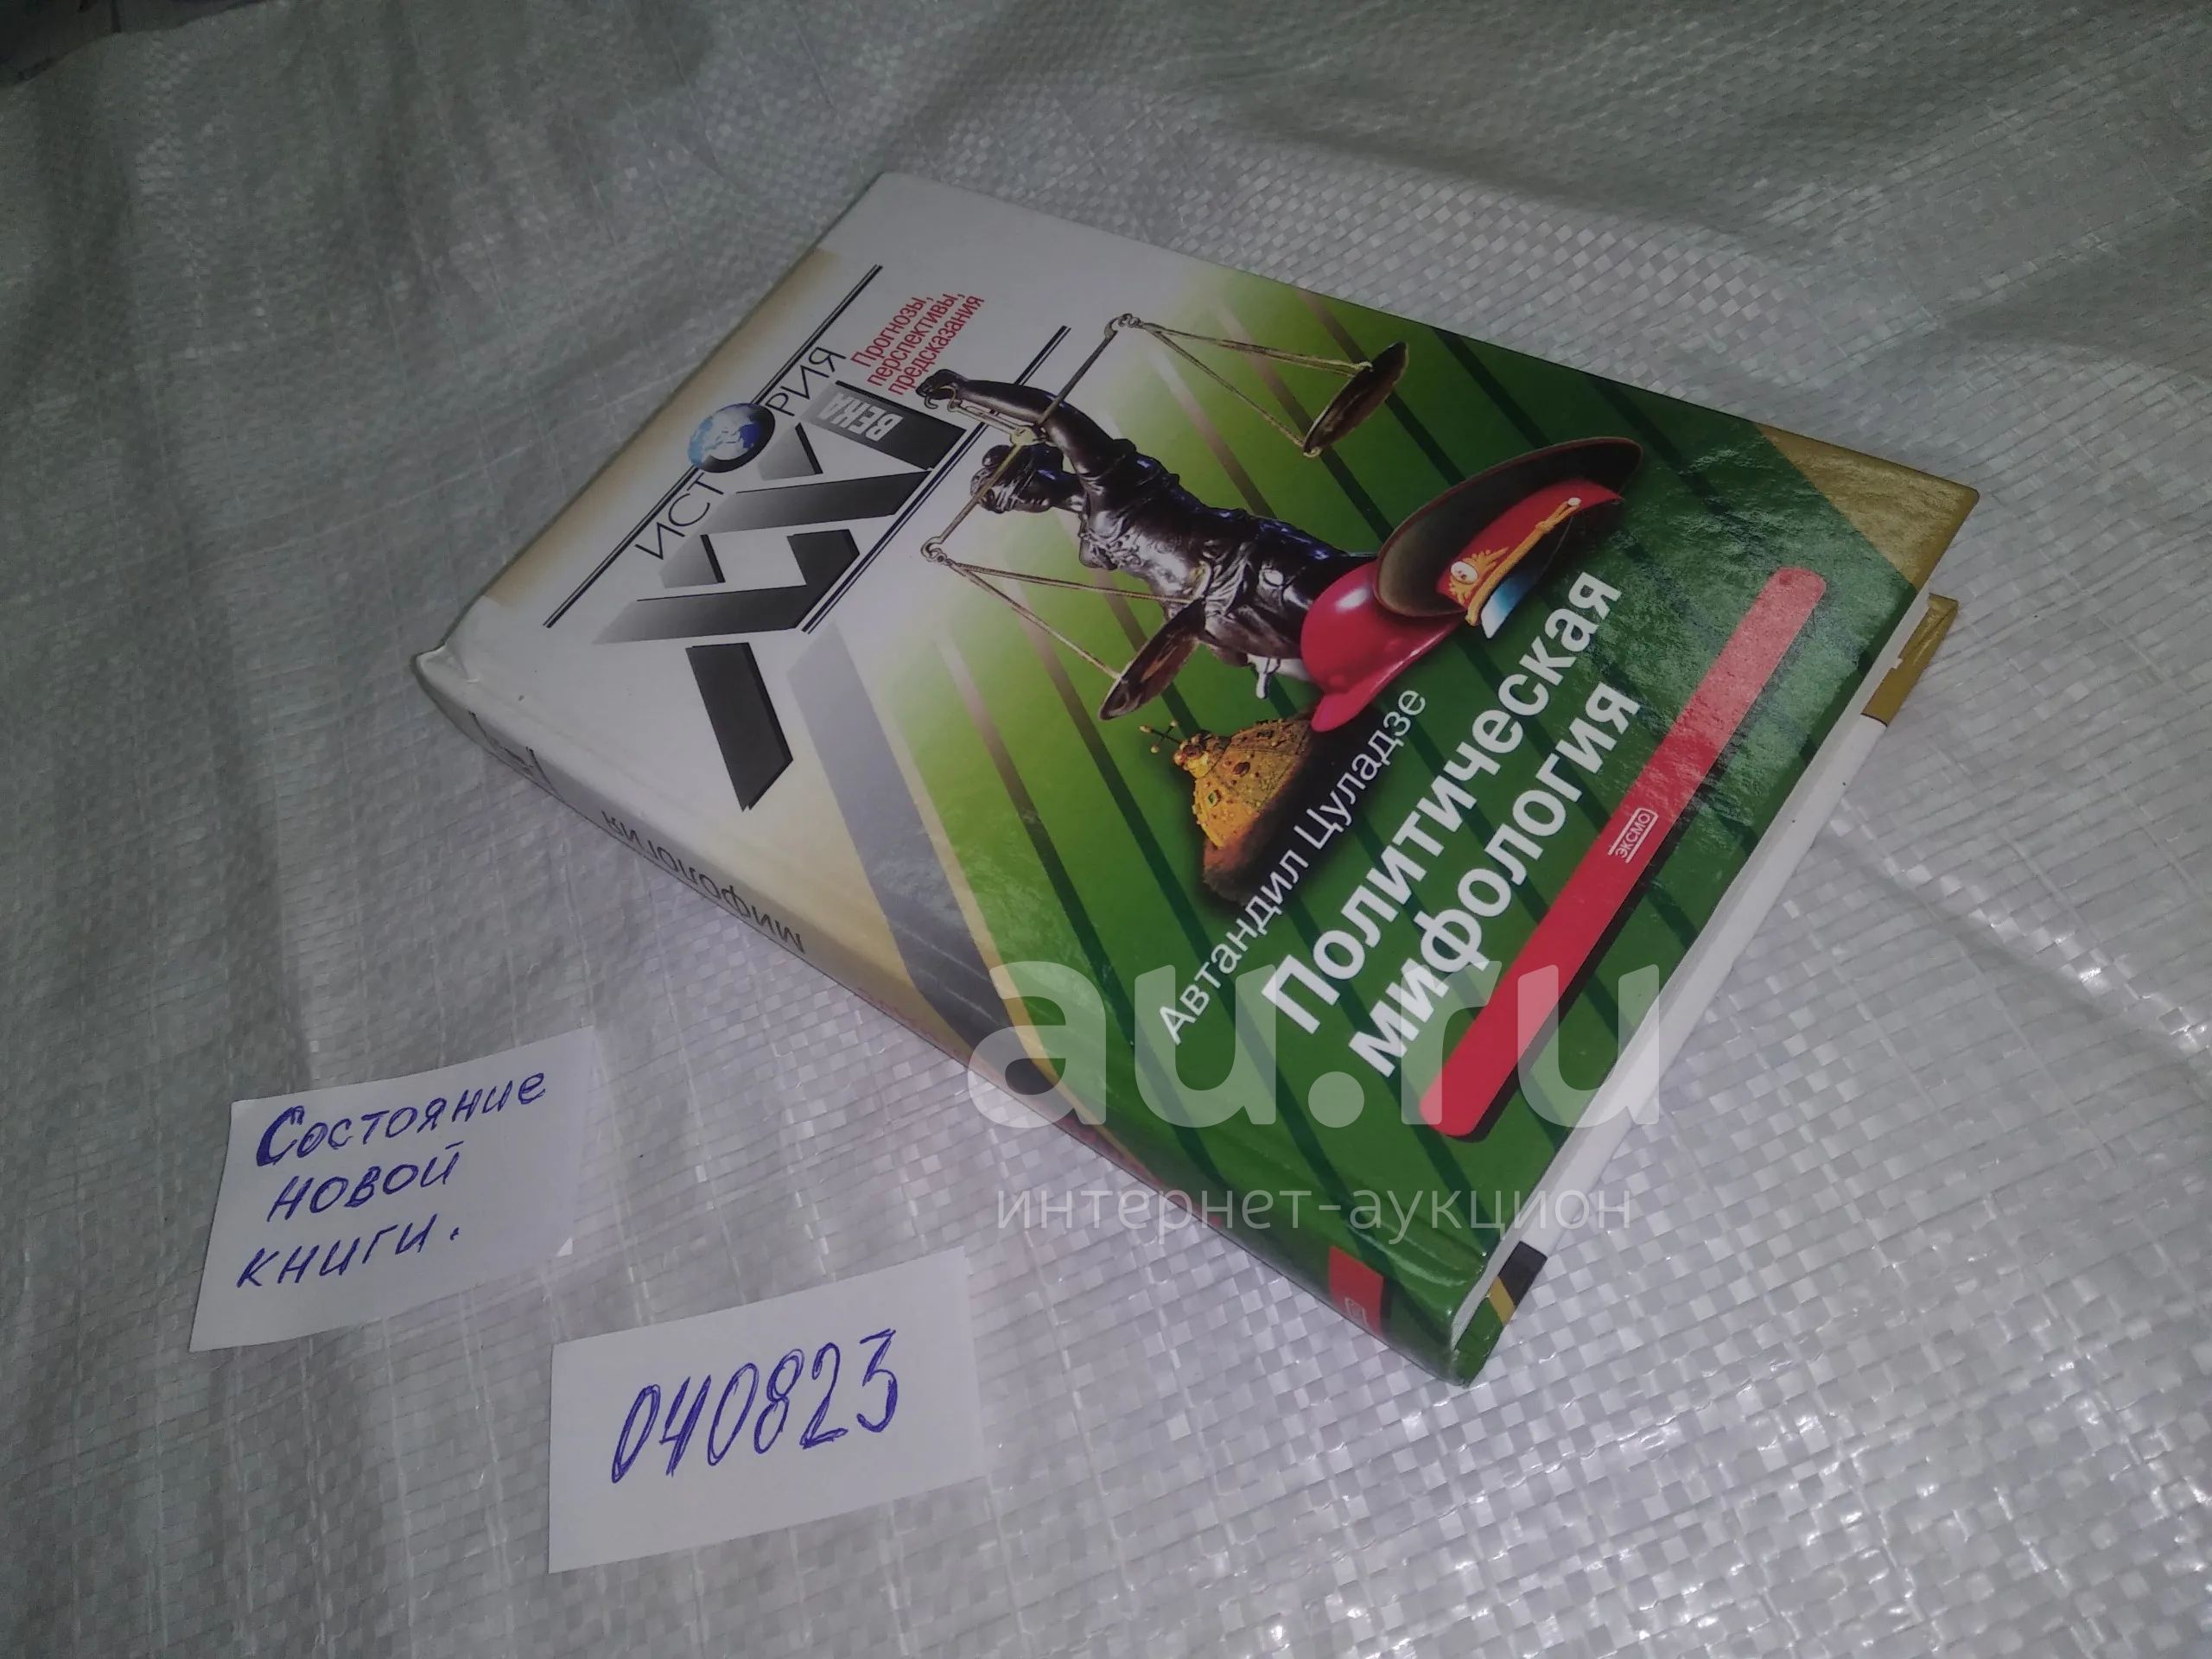 ИСТОРИЯ
XXI
ВЕКА
Прогнозы,
перспективы,
предсказания
Автандил Цуладзе
Политическая
мифология
ЭКСМО
мифология
au.ru
интернет-аукцион
Состояние
новой
книги.
040823